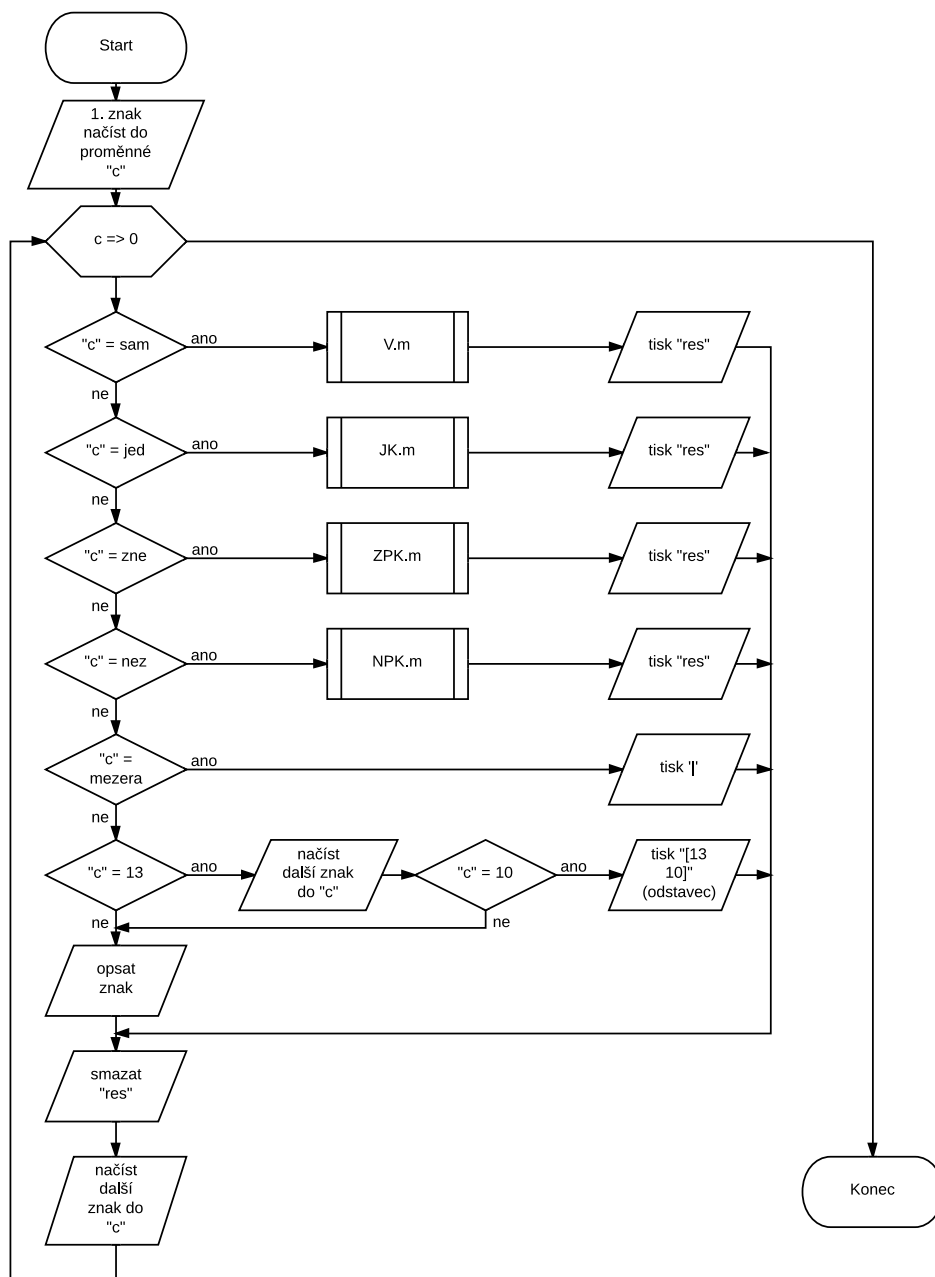 Start
1. znak
načíst do
proměnné
"c"
c => 0
"c" = sam
ano
V.m
tisk "res"
ne
"c" = jed
ano
JK.m
tisk "res"
ne
"c" = zne
ano
ZPK.m
tisk "res"
ne
"c" = nez
ano
NPK.m
tisk "res"
ne
"c" =
mezera
ano
tisk '|'
ne
"c" = 13
ano
načíst
další znak
do "c"
"c" = 10
ano
tisk "[13
10]"
(odstavec)
ne
ne
opsat
znak
smazat
"res"
načíst
další
znak do
"c"
Konec